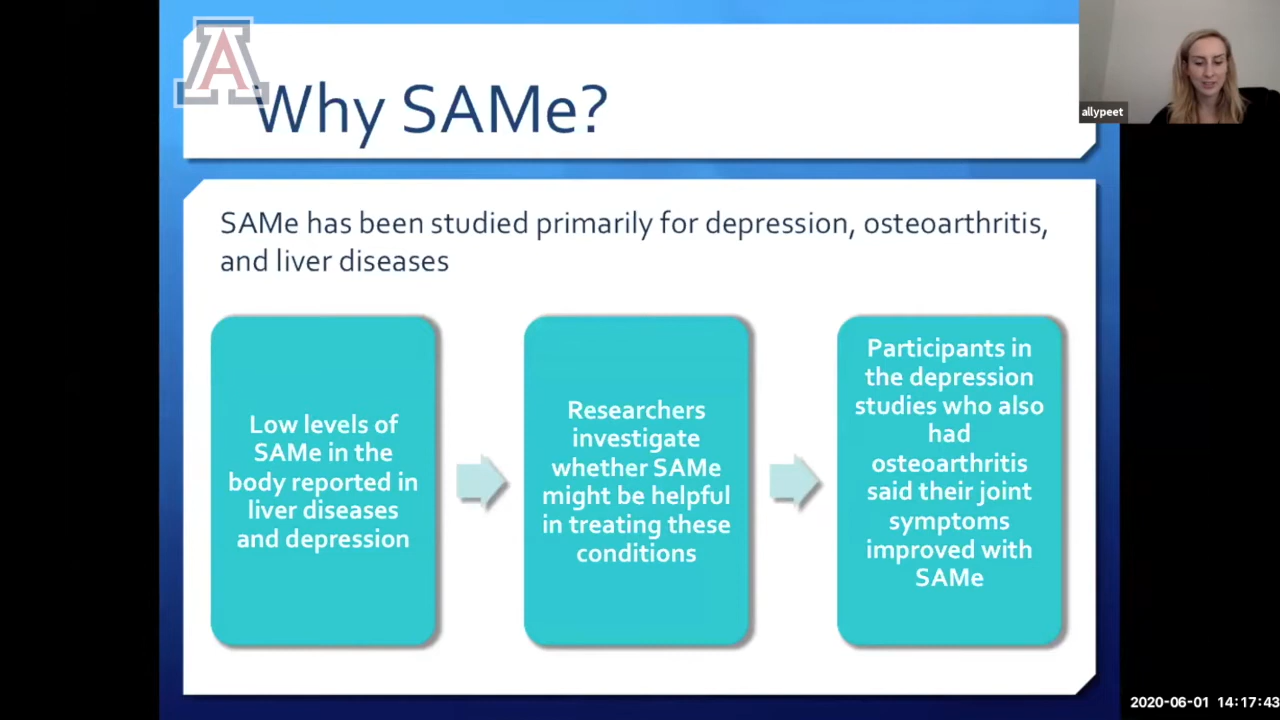 A
Why SAMe?
allypeet
SAMe has been studied primarily for depression, osteoarthritis,
and liver diseases
Low levels of
SAMe in the
body reported in
liver diseases
and depression
Researchers
investigate
whether SAMe
might be helpful
in treating these
conditions
Participants in
the depression
studies who also
had
osteoarthritis
said their joint
symptoms
improved with
SAMe
2020-06-01 14:17:43